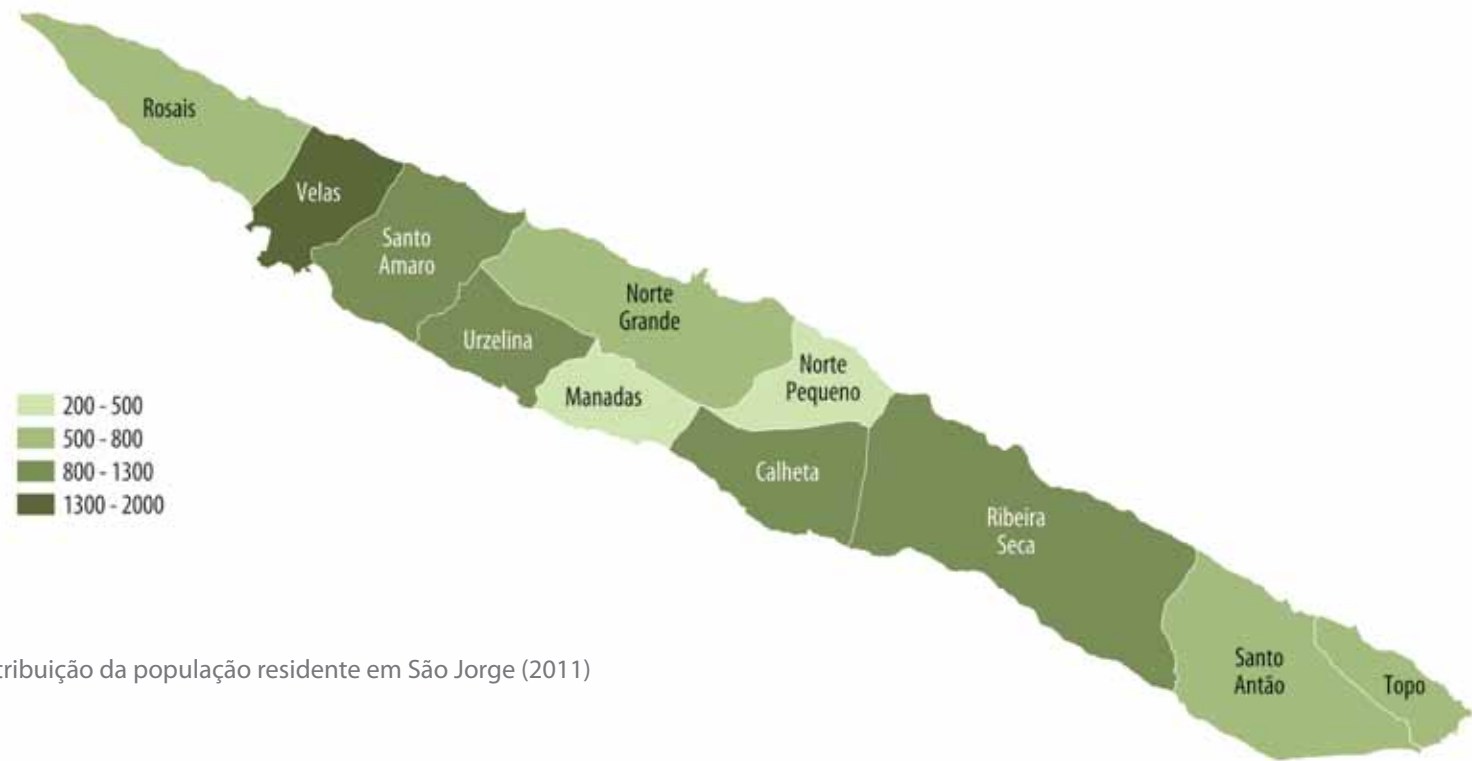 Rosais
Velas
Santo
Amaro
Norte
Grande
Urzelina
Norte
Pequeno
Manadas
Calheta
Ribeira
Seca
Santo
Antão
Topo
200 - 500
500 - 800
800 - 1300
1300 - 2000
tribuição da população residente em São Jorge (2011)